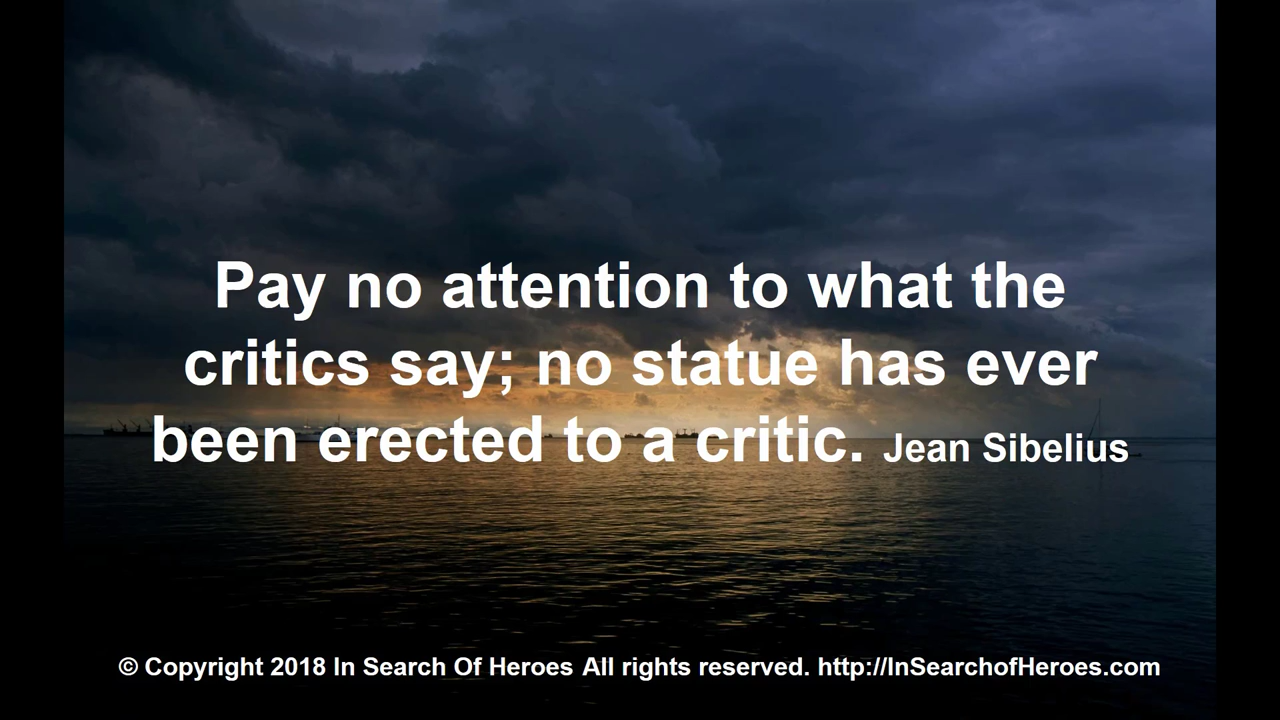 Pay no attention to what the
critics say; no statue has ever
been erected to a critic. Jean Sibelius
© Copyright 2018 In Search Of Heroes All rights reserved. http://InSearchofHeroes.com